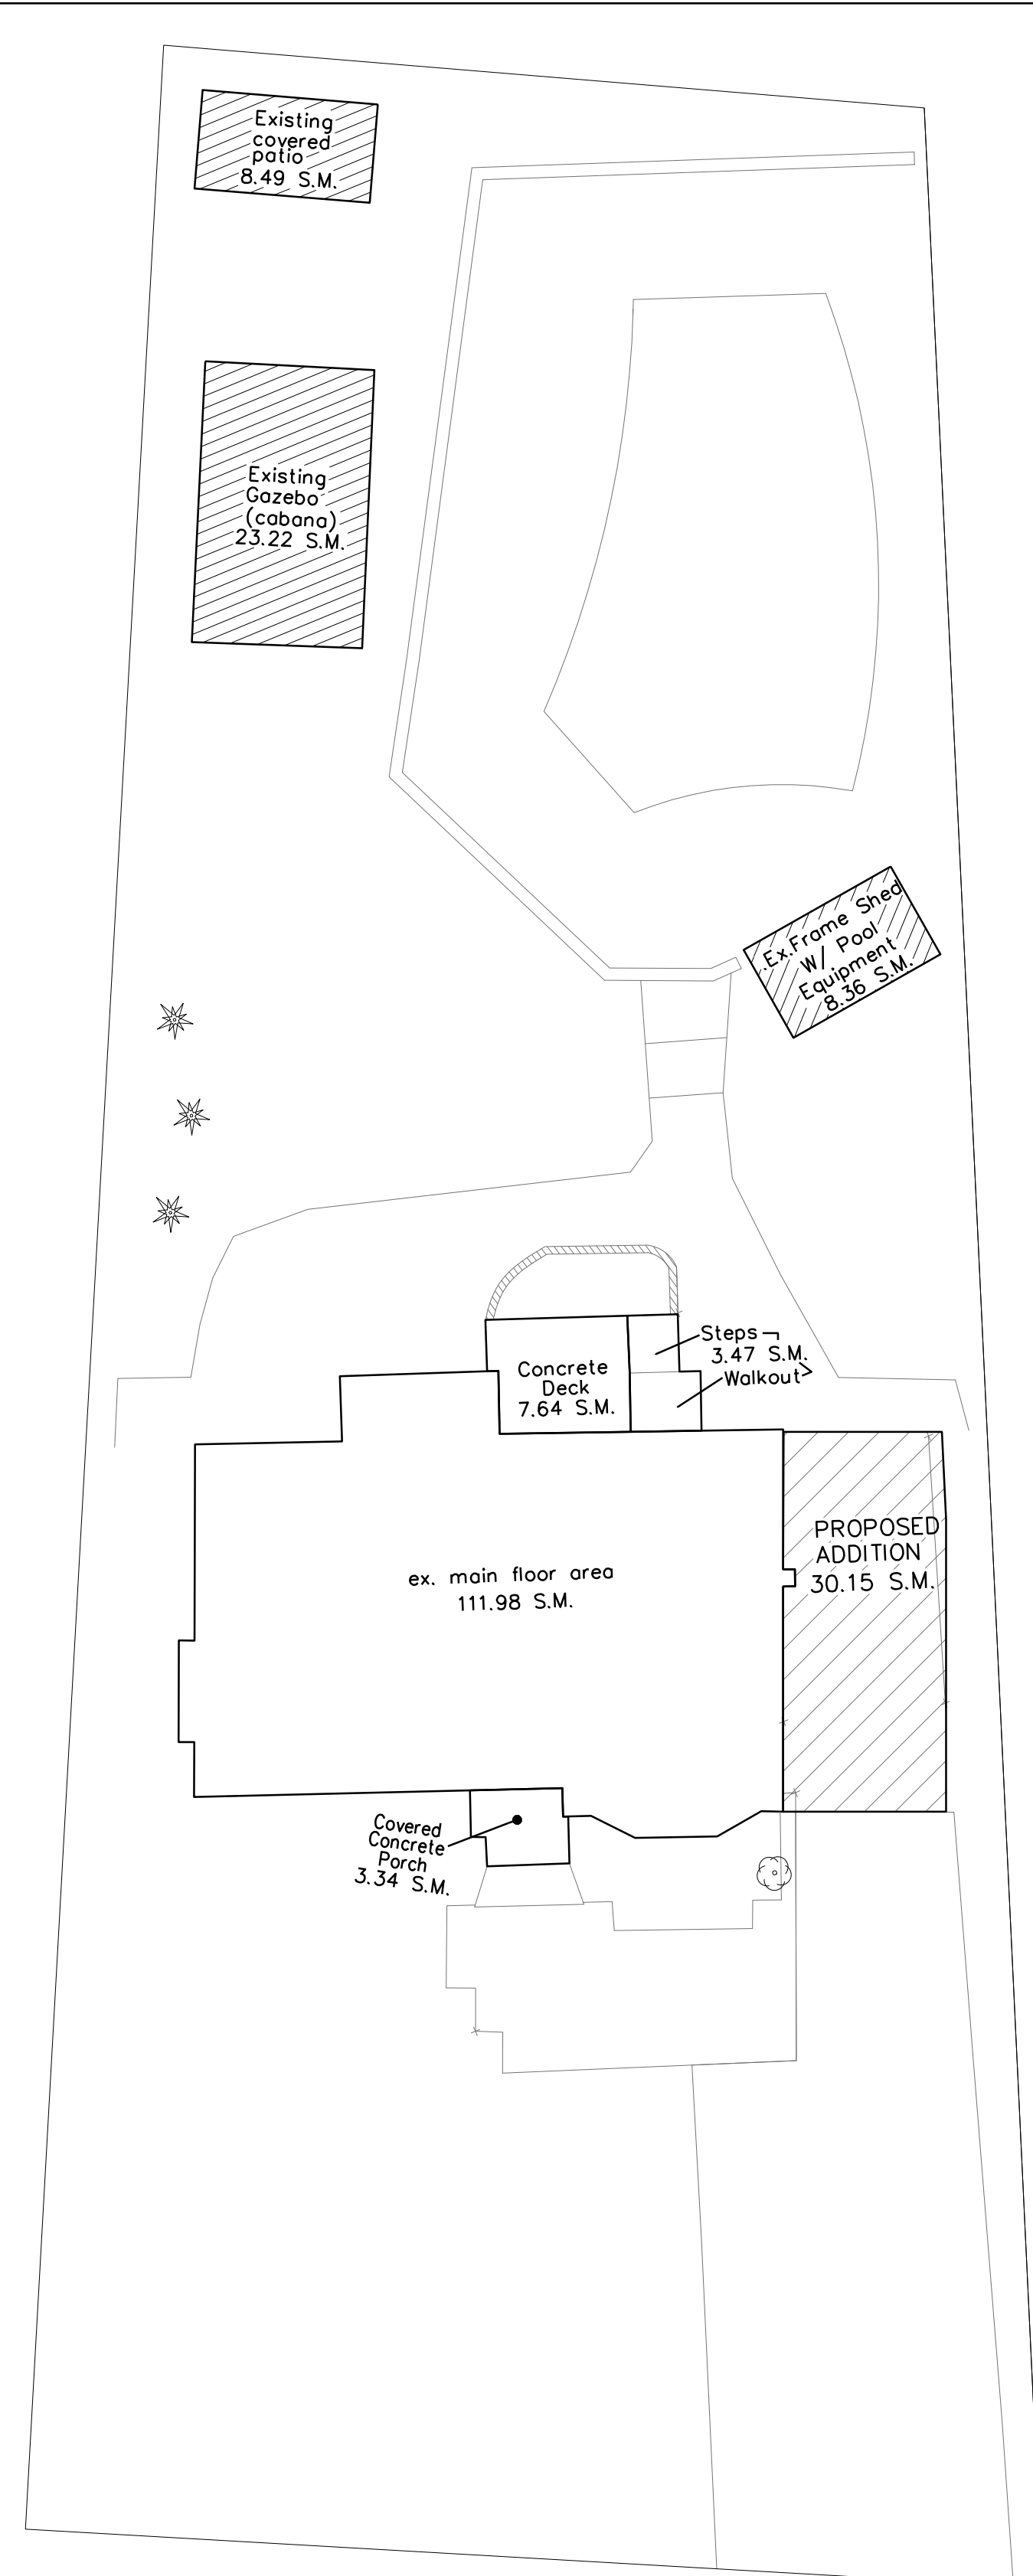 Existing
covered
patio
8.49 S.M.
Existing
Gazebo
(cabana)
23.22 S.M.
.Ex.Frame Shed
W/ Pool
Equipment
8.36 S.M.
Steps
3.47 S.M.
Walkout
Concrete
Deck
7.64 S.M.
PROPOSED
ADDITION
30.15 S.M.
ex. main floor area
111.98 S.M.
Covered
Concrete
Porch
3.34 S.M.